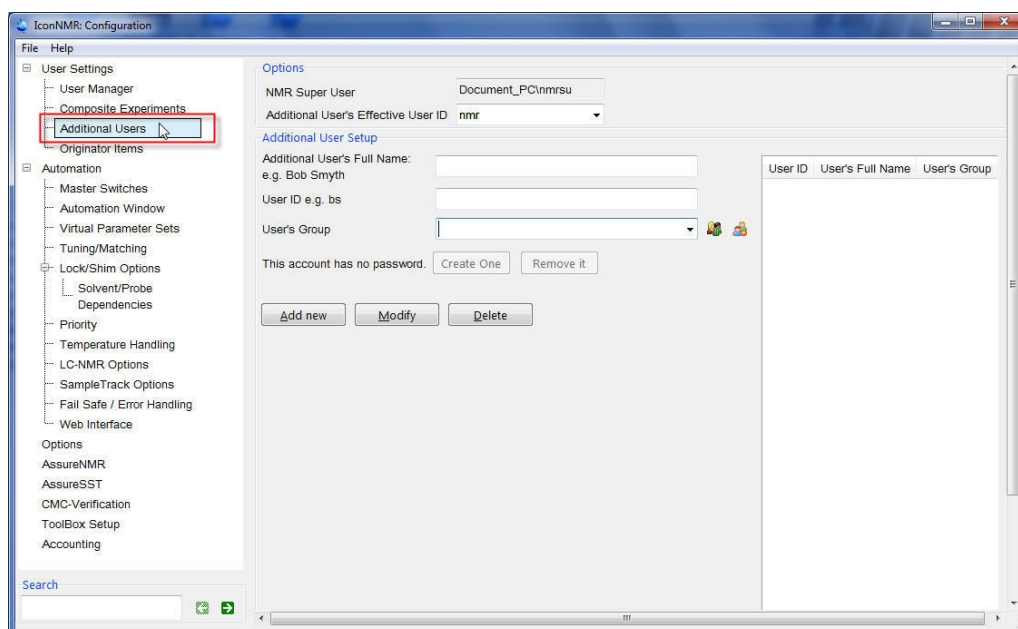 IconNMR: Configuration
File Help
User Settings
User Manager
Composite Experiments
Additional Users
Originator Items
Automation
Master Switches
Automation Window
Virtual Parameter Sets
Tuning/Matching
Lock/Shim Options
Solvent/Probe
Dependencies
Priority
Temperature Handling
LC-NMR Options
SampleTrack Options
Fail Safe / Error Handling
Web Interface
Options
AssureNMR
AssureSST
CMC-Verification
ToolBox Setup
Accounting
Search
Options
NMR Super User Document_PC\nmrsu
Additional User's Effective User ID nmr
Additional User Setup
Additional User's Full Name:
e.g. Bob Smyth
User ID e.g. bs
User's Group
This account has no password. Create One Remove it
Add new Modify Delete
User ID User's Full Name User's Group